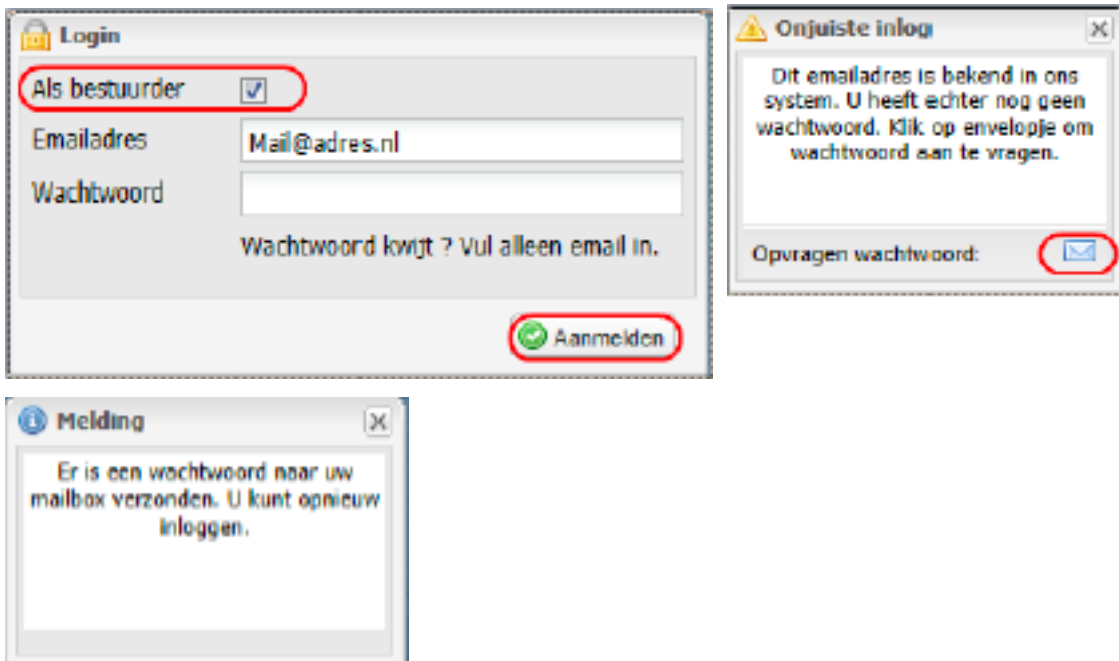 Login
Als bestuurder
Emailadres
Mail@adres.nl
Wachtwoord
Wachtwoord kwijt ? Vul alleen email in.
Aanmelden
Onjuiste inlog
Dit emailadres is bekend in ons
system. U heeft echter nog geen
wachtwoord. Klik op envelopje om
wachtwoord aan te vragen.
Opvragen wachtwoord:
Melding
Er is een wachtwoord naar uw
mailbox verzonden. U kunt opnieuw
inloggen.